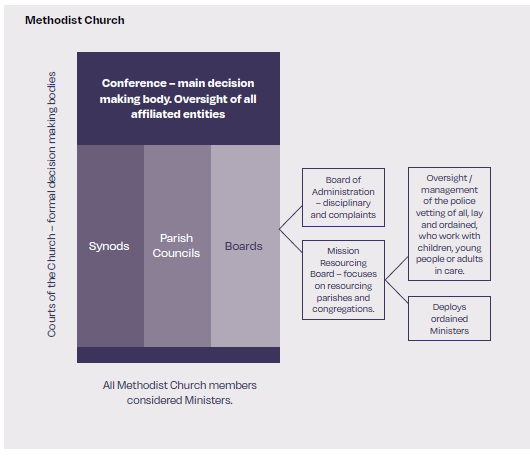 Methodist Church
Courts of the Church – formal decision making bodies
Conference – main decision
making body. Oversight of all
affiliated entities
Synods
Parish
Councils
Boards
Board of
Administration
– disciplinary
and complaints
Mission
Resourcing
Board – focuses
on resourcing
parishes and
congregations.
Oversight /
management
of the police
vetting of all, lay
and ordained,
who work with
children, young
people or adults
in care.
Deploys
ordained
Ministers
All Methodist Church members
considered Ministers.